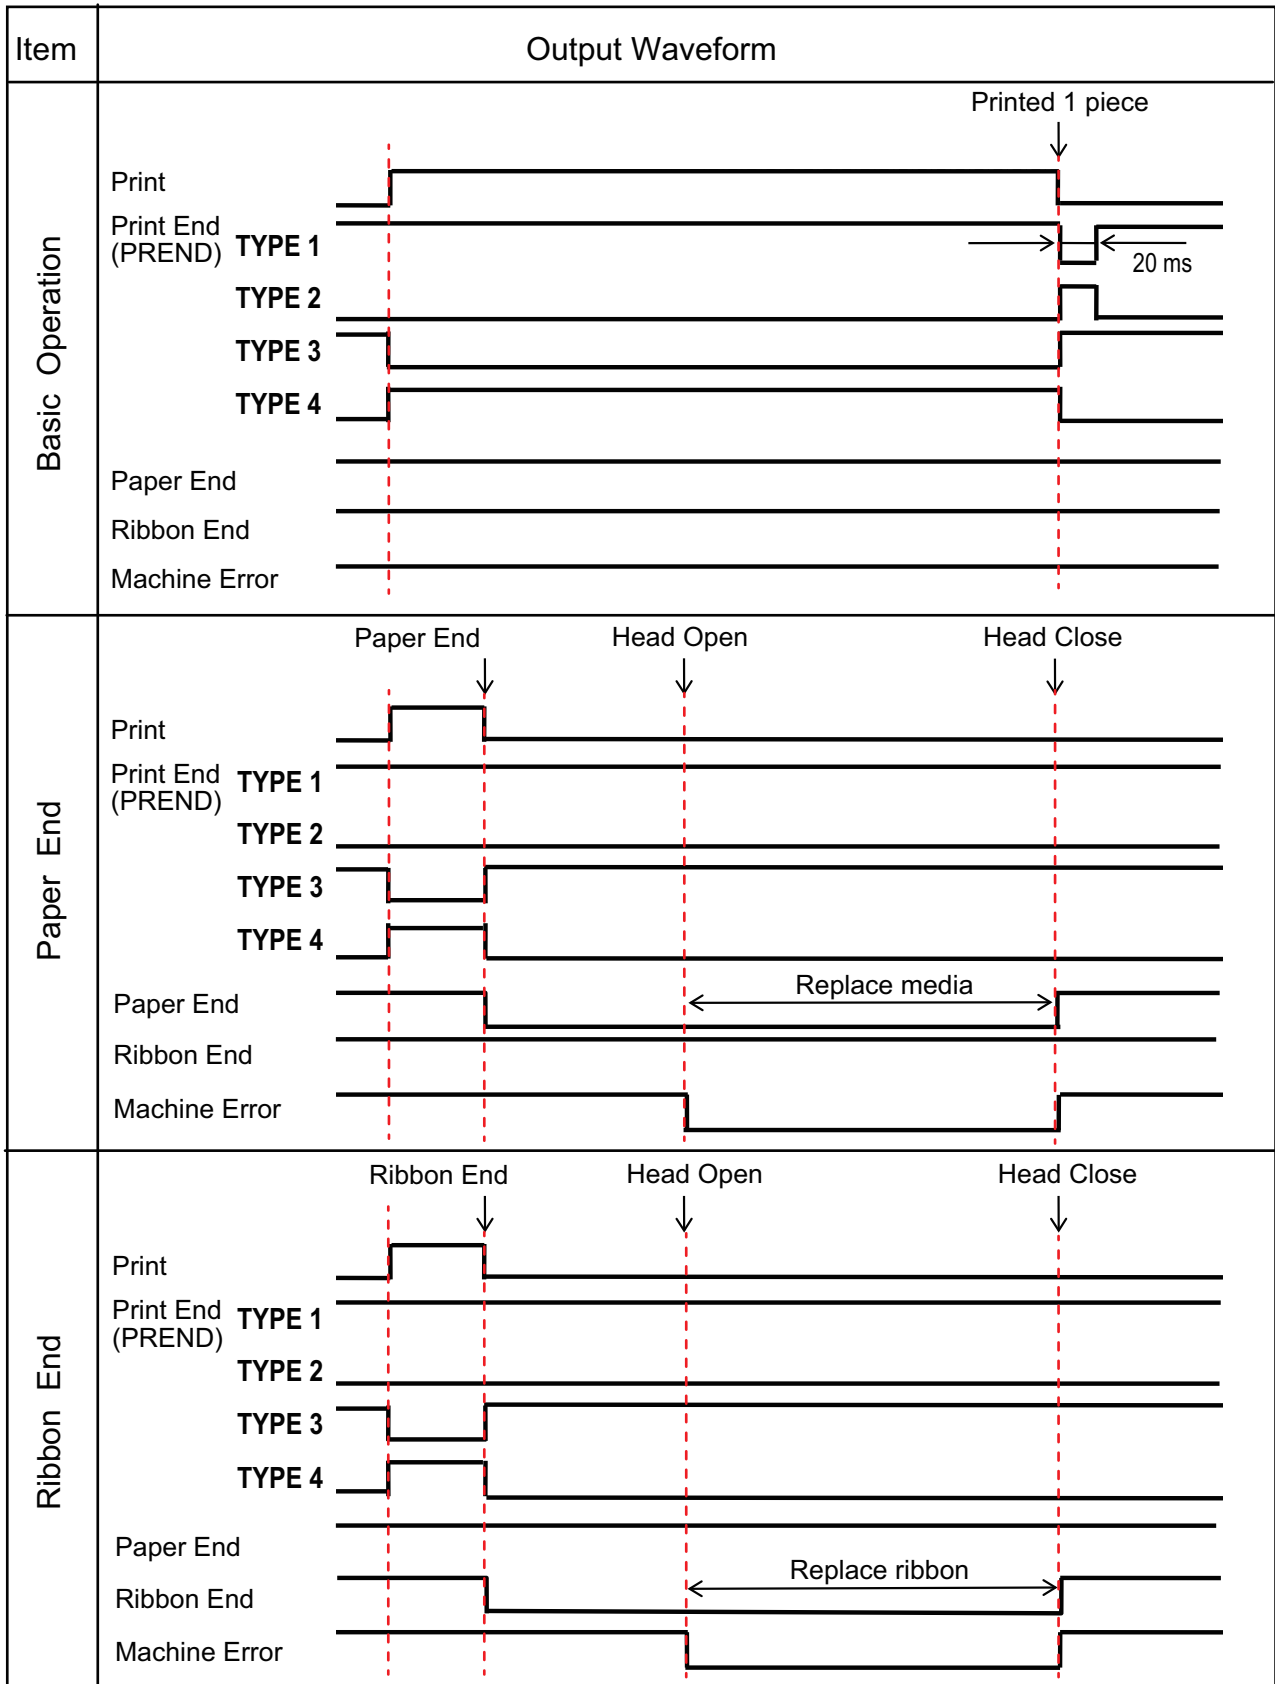 Item
Output Waveform
Basic Operation
Printed 1 piece
Print
Print End
(PREND)
TYPE 1
20 ms
TYPE 2
TYPE 3
TYPE 4
Paper End
Ribbon End
Machine Error
Paper End
Paper End
Head Open
Head Close
Print
Print End
(PREND)
TYPE 1
TYPE 2
TYPE 3
TYPE 4
Replace media
Paper End
Ribbon End
Machine Error
Ribbon End
Ribbon End
Head Open
Head Close
Print
Print End
(PREND)
TYPE 1
TYPE 2
TYPE 3
TYPE 4
Paper End
Replace ribbon
Ribbon End
Machine Error